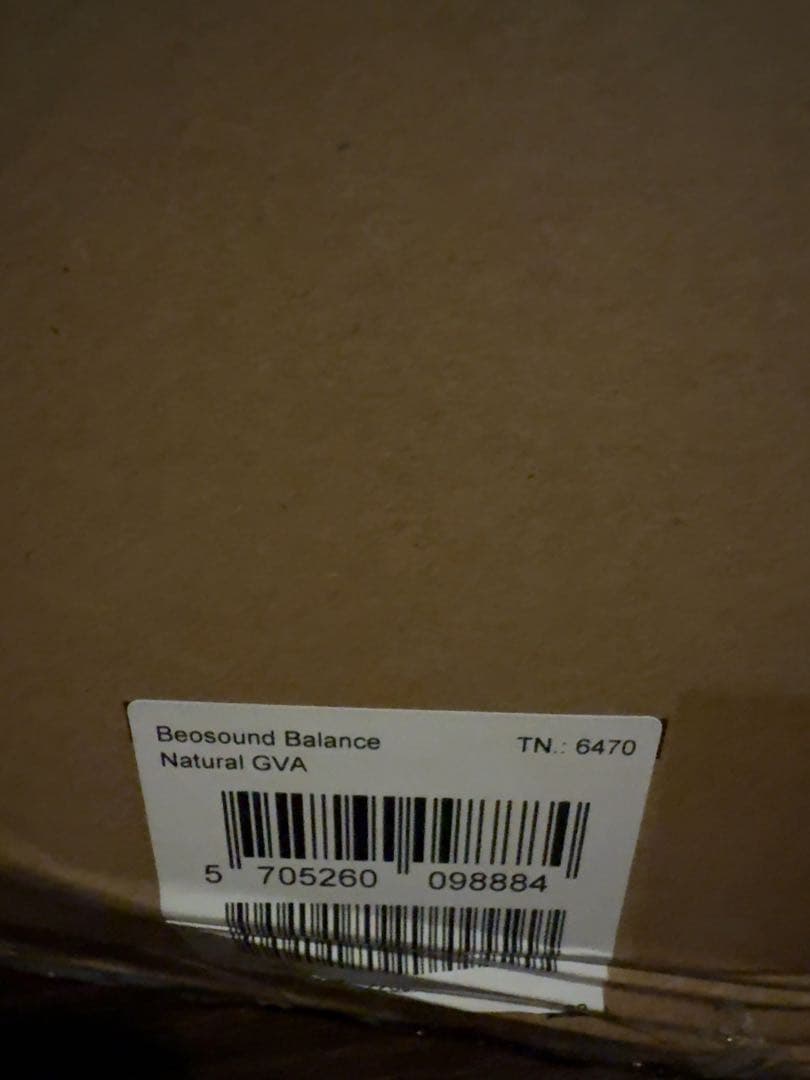 Beosound Balance TN.: 6470
Natural GVA
5 705260 098884